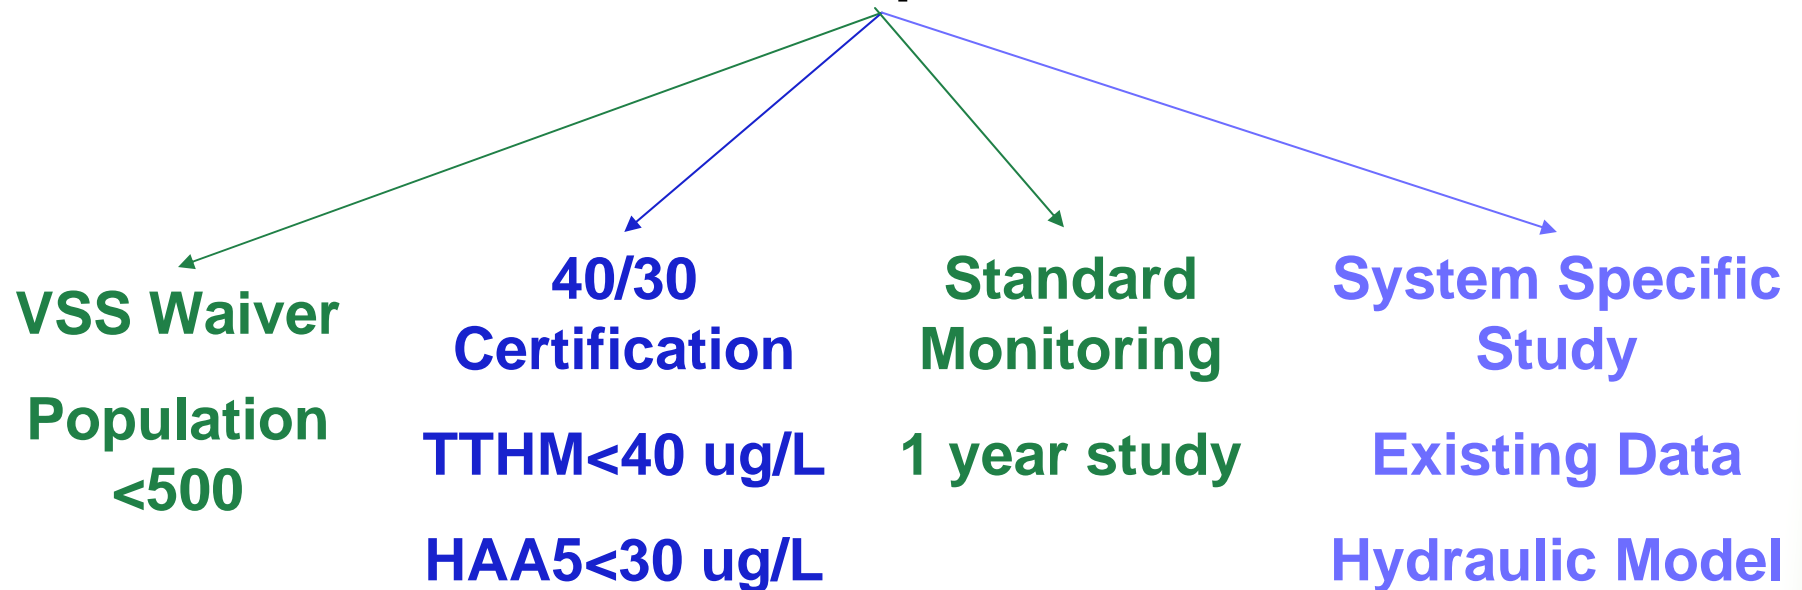 VSS Waiver
Population
<500
40/30
Certification
TTHM<40 ug/L
HAA5<30 ug/L
Standard
Monitoring
1 year study
System Specific
Study
Existing Data
Hydraulic Model